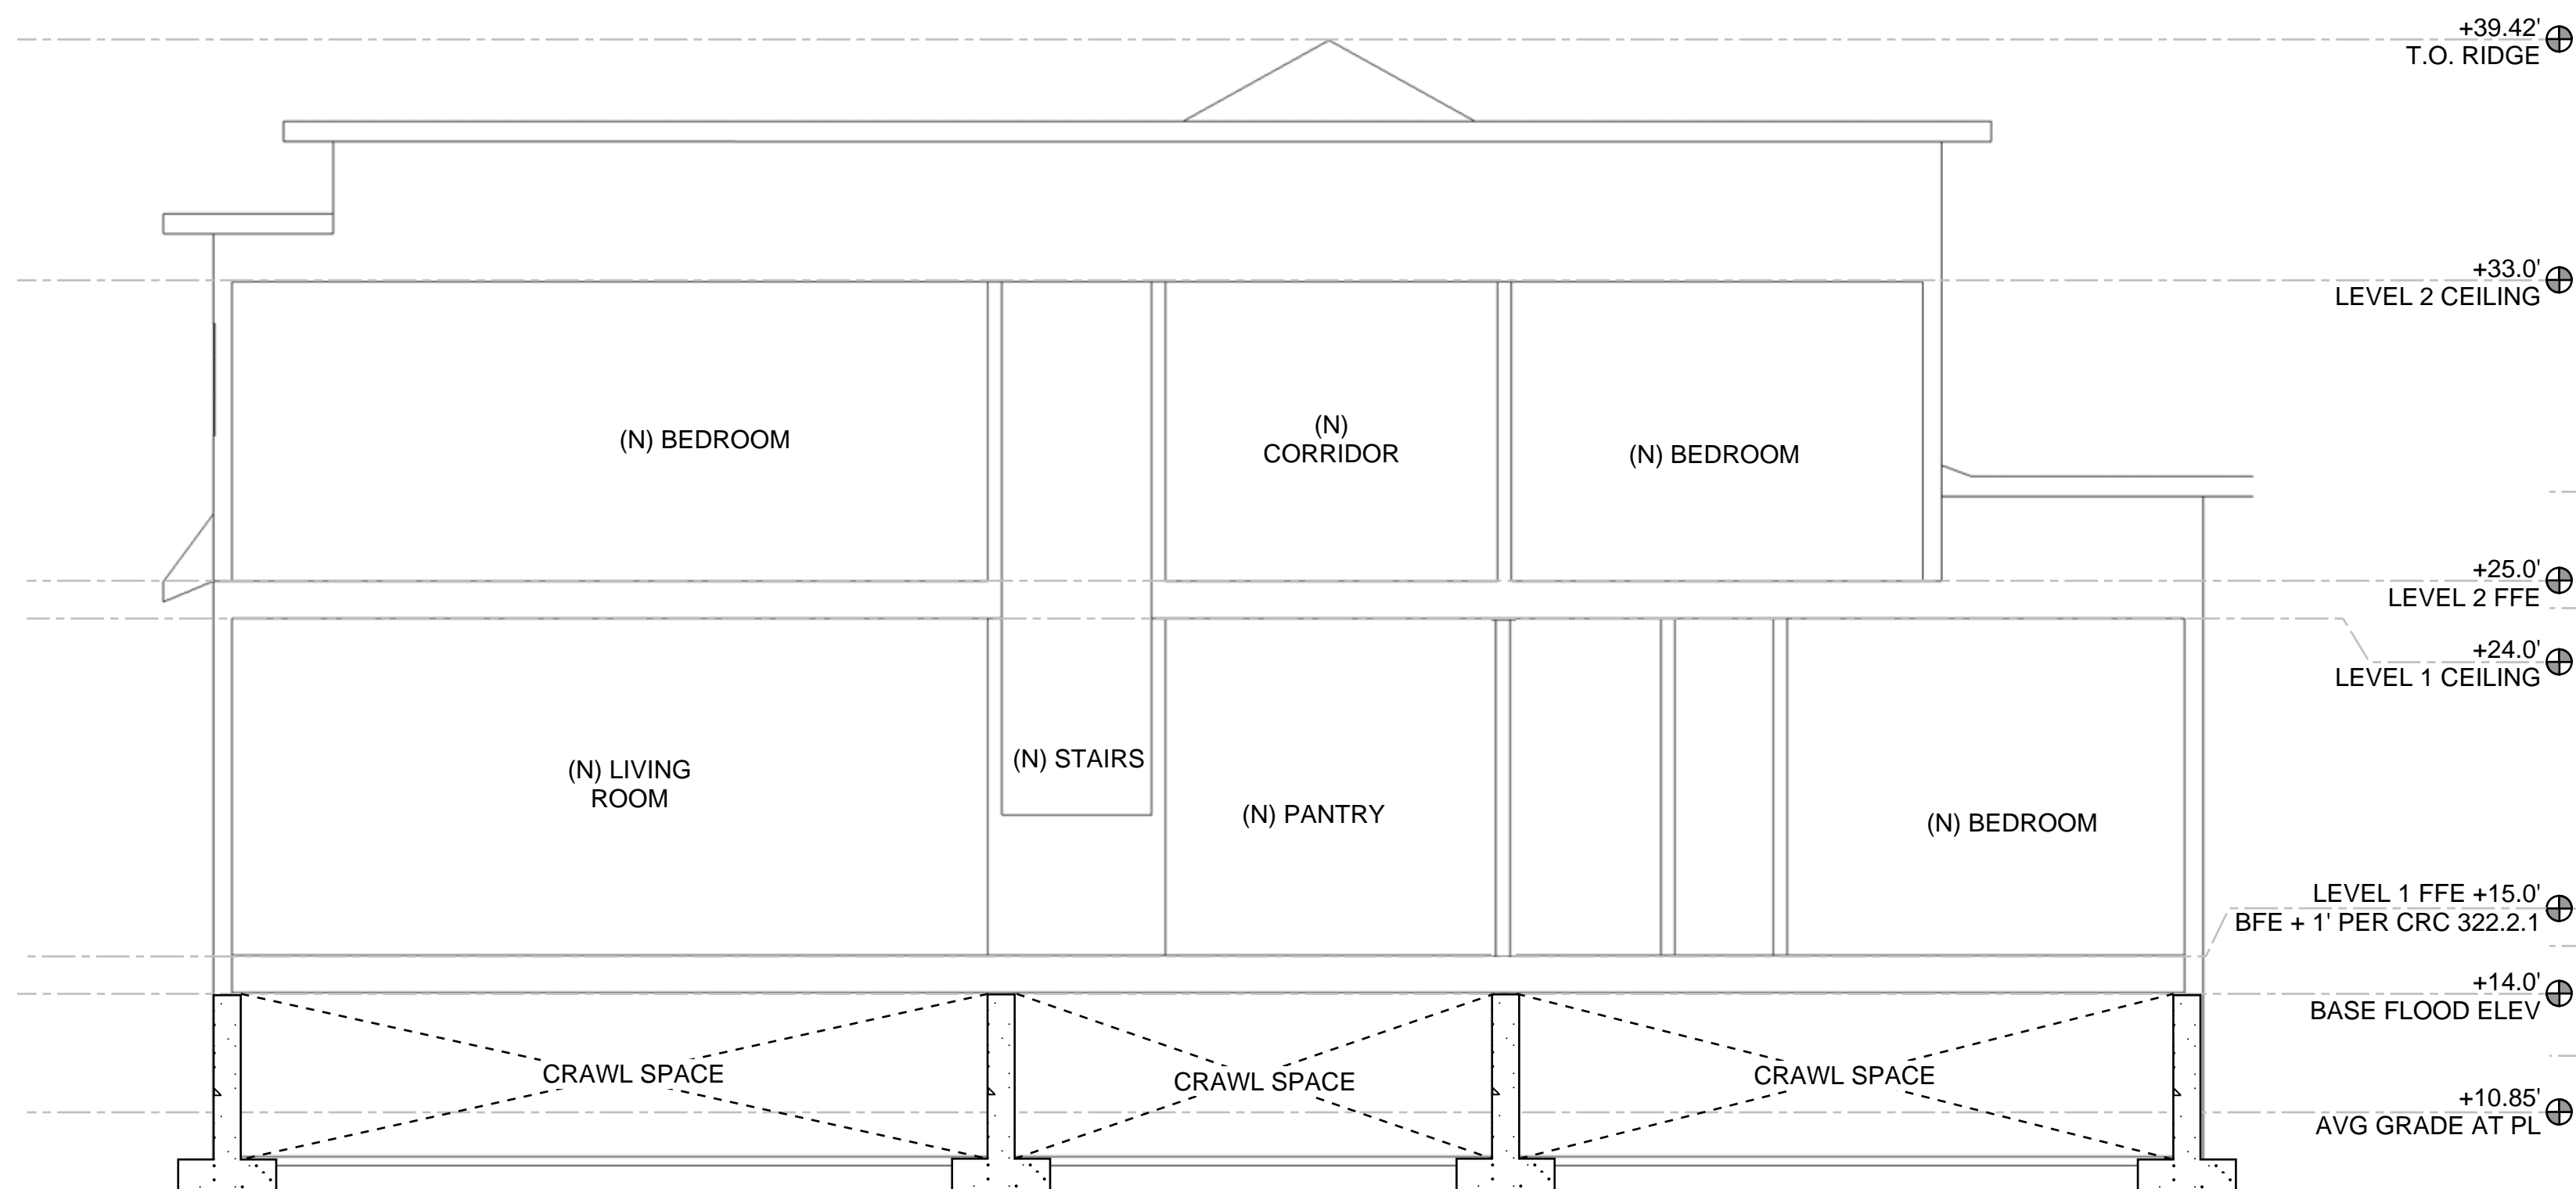 +39.42'
T.O. RIDGE
+33.0'
LEVEL 2 CEILING
(N) BEDROOM
(N)
CORRIDOR
(N) BEDROOM
+25.0'
LEVEL 2 FFE
+24.0'
LEVEL 1 CEILING
(N) LIVING
ROOM
(N) STAIRS
(N) PANTRY
(N) BEDROOM
LEVEL 1 FFE +15.0'
BFE + 1' PER CRC 322.2.1
+14.0'
BASE FLOOD ELEV
CRAWL SPACE
CRAWL SPACE
CRAWL SPACE
+10.85'
AVG GRADE AT PL